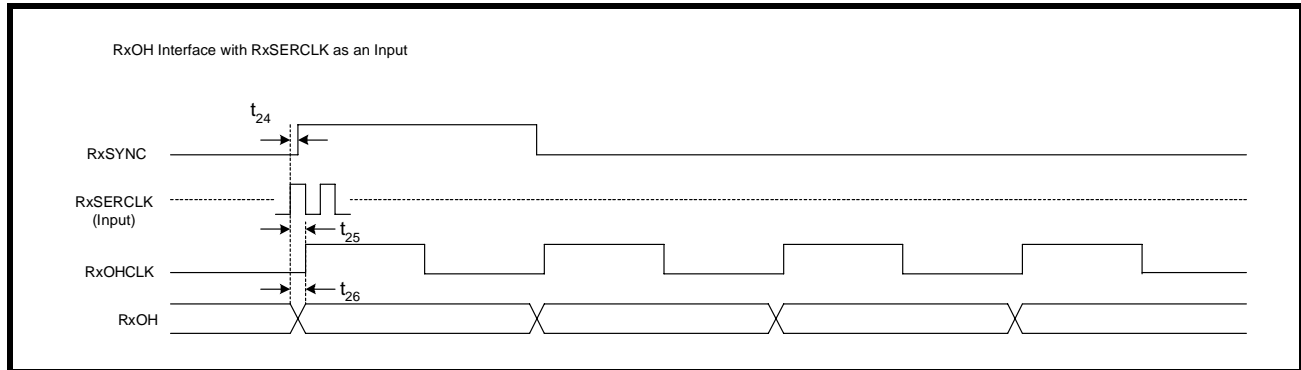 RxOH Interface with RxSERCLK as an Input
t24
RxSYNC
RxSERCLK
(Input)
t25
RxOHCLK
t26
RxOH